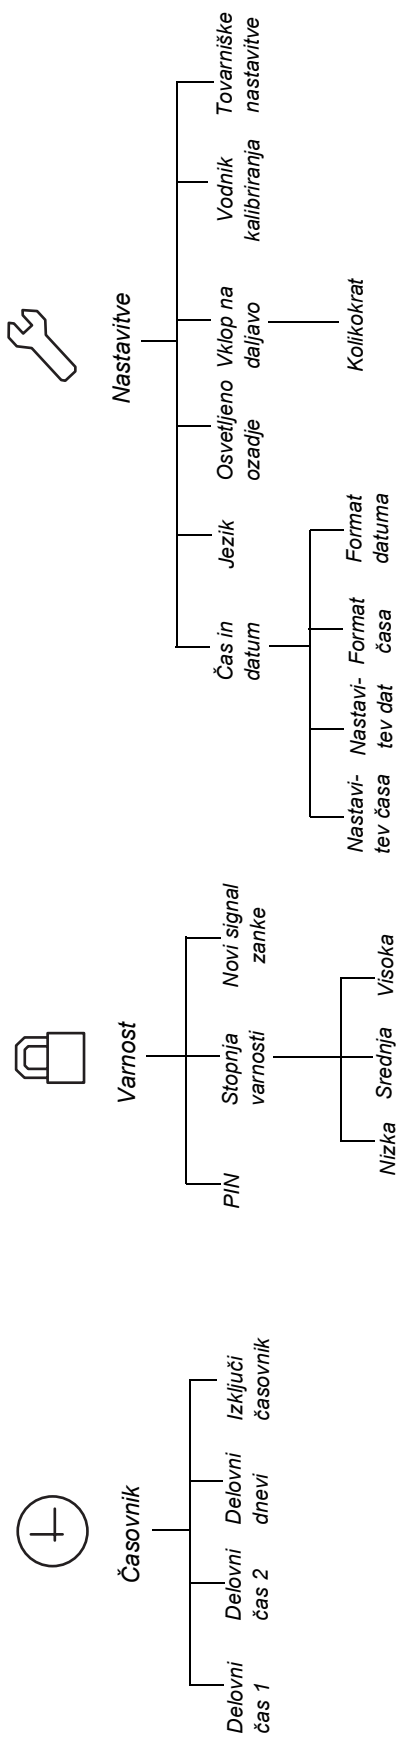 Časovnik
Delovni
čas 1
Delovni
čas 2
Delovni
dnevi
Izključi
časovnik
Varnost
PIN
Stopnja
varnosti
Novi signal
zanke
Nizka
Srednja
Visoka
Nastavitve
Čas in
datum
Jezik
Osvetljeno
ozadje
Vklop na
daljavo
Vodnik
kalibriranja
Tovarniške
nastavitve
Nastavi-
tev časa
Nastavi-
tev dat
Format
časa
Format
datuma
Kolikokrat